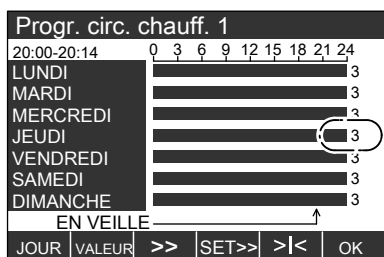 Progr. circ. chauff. 1
20:00-20:14 0 3 6 9 12 15 18 21 24
LUNDI 3
MARDI 3
MERCREDI 3
JEUDI 3
VENDREDI 3
SAMEDI 3
DIMANCHE 3
EN VEILLE
JOUR VALEUR >> SET>> >I< OK